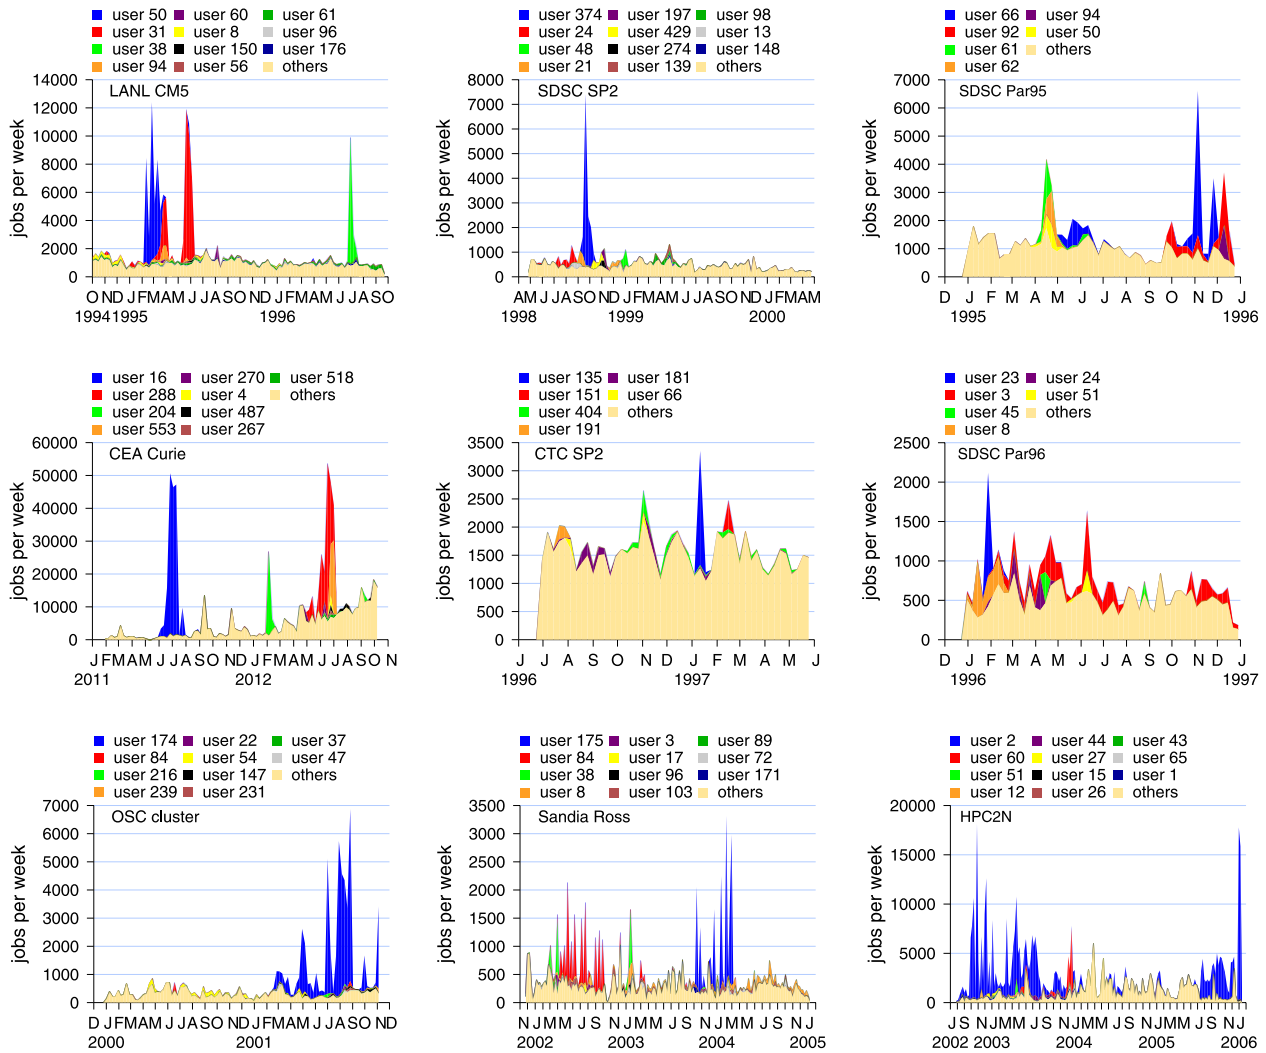 user 50 user 60 user 61
user 31 user 8 user 96
user 38 user 150 user 176
user 94 user 56 others
14000
12000
10000
8000
6000
4000
2000
0
jobs per week
LANL CM5
O N D J F M A M J J A S O N D J F M A M J J A S O
1994 1995 1996
user 374 user 197 user 98
user 24 user 429 user 13
user 48 user 274 user 148
user 21 user 139 others
8000
7000
6000
5000
4000
3000
2000
1000
0
jobs per week
SDSC SP2
A M J J A S O N D J F M A M J J A S O N D J F M A M
1998 1999 2000
user 66 user 94
user 92 user 50
user 61 others
user 62
7000
6000
5000
4000
3000
2000
1000
0
jobs per week
SDSC Par95
D J F M A M J J A S O N D J
1995 1996
user 16 user 270 user 518
user 288 user 4 others
user 204 user 487
user 553 user 267
60000
50000
40000
30000
20000
10000
0
jobs per week
CEA Curie
J F M A M J J A S O N D J F M A M J J A S O N
2011 2012
user 135 user 181
user 151 user 66
user 404 others
user 191
3500
3000
2500
2000
1500
1000
500
0
jobs per week
CTC SP2
J J A S O N D J F M A M J
1996 1997
user 23 user 24
user 3 user 51
user 45 others
user 8
2500
2000
1500
1000
500
0
jobs per week
SDSC Par96
D J F M A M J J A S O N D J
1996 1997
user 174 user 22 user 37
user 84 user 54 user 47
user 216 user 147 others
user 239 user 231
7000
6000
5000
4000
3000
2000
1000
0
jobs per week
OSC cluster
D J F M A M J J A S O N D J F M A M J J A S O N D
2000 2001
user 175 user 3 user 89
user 84 user 17 user 72
user 38 user 96 user 171
user 8 user 103 others
3500
3000
2500
2000
1500
1000
500
0
jobs per week
Sandia Ross
N J M M J S N J M M J S N J M M J S N J
2002 2003 2004 2005
user 2 user 44 user 43
user 60 user 27 user 65
user 51 user 15 user 1
user 12 user 26 others
20000
15000
10000
5000
0
jobs per week
HPC2N
J S N J M M J S N J M M J S N J M M J S N J
2002 2003 2004 2005 2006